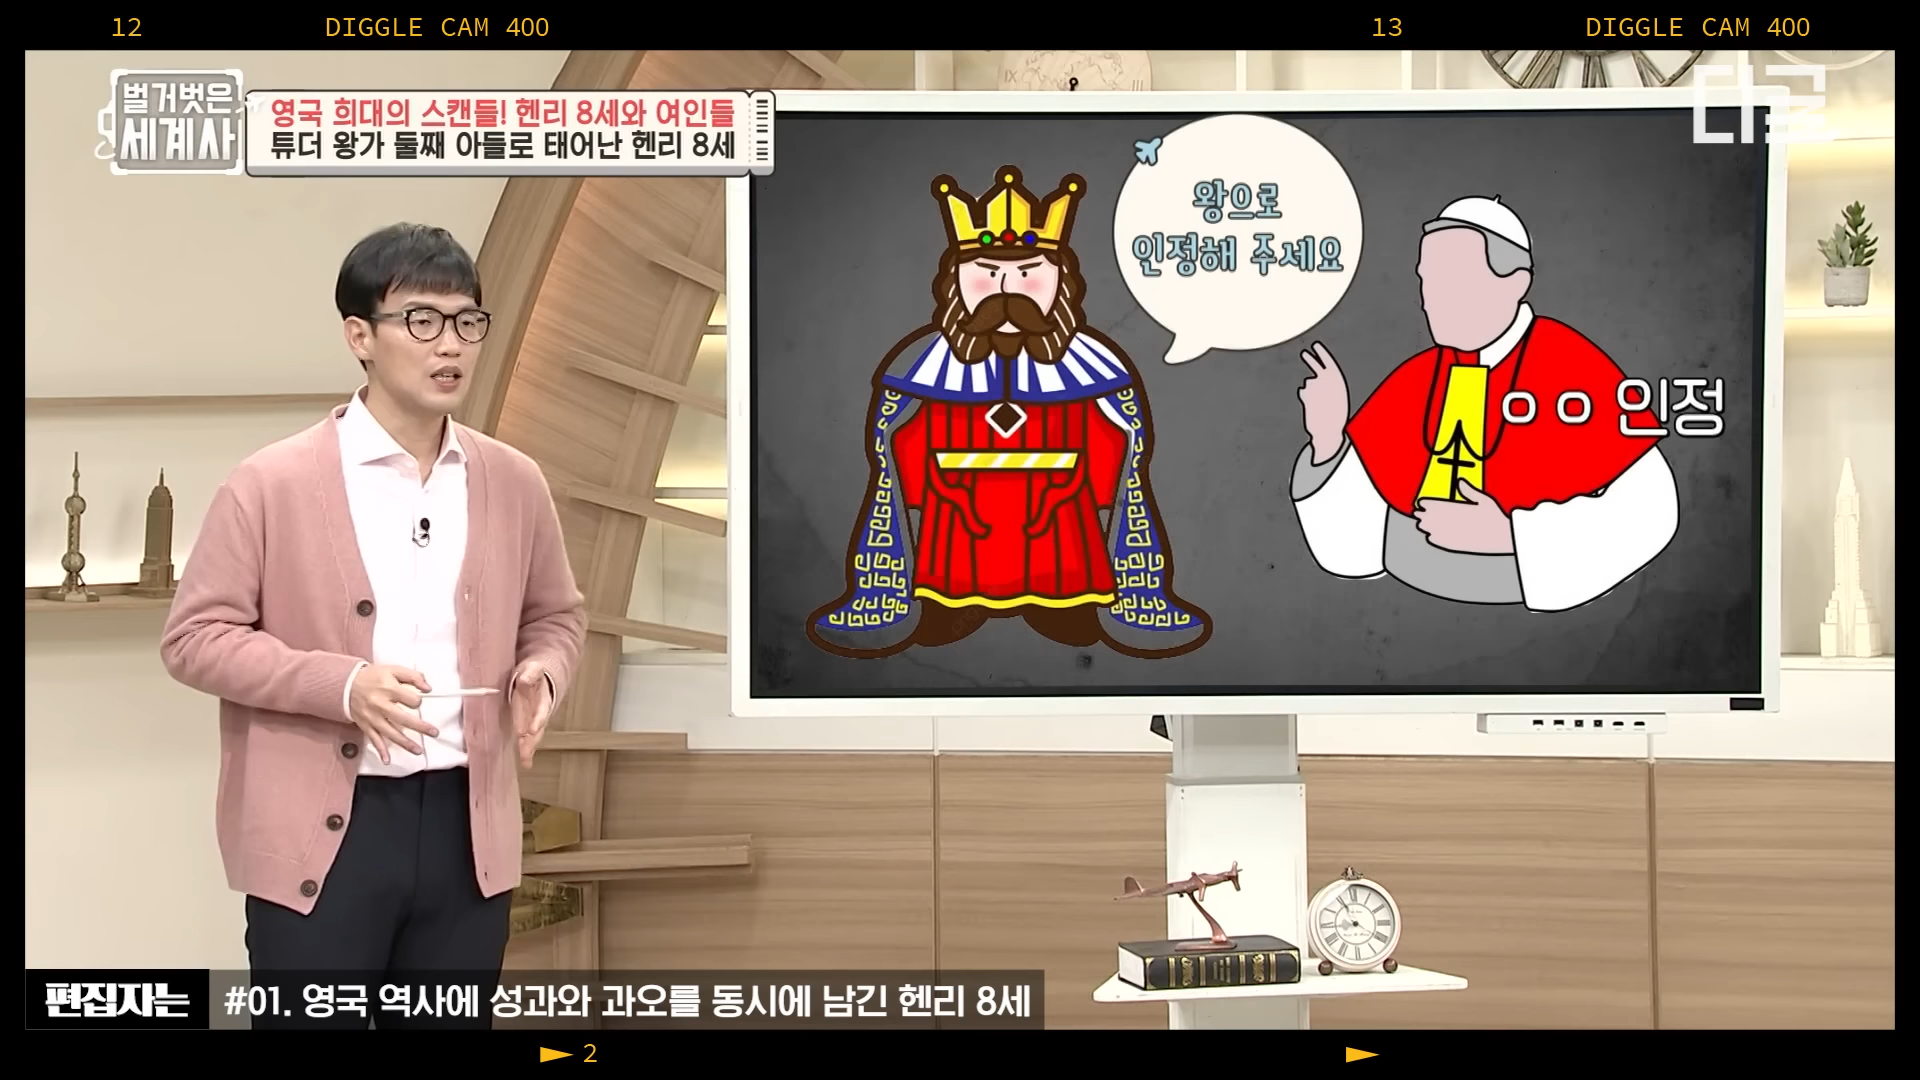 12
DIGGLE CAM 400
13
DIGGLE CAM 400
벌거벗은
세계사
영국 희대의 스캔들! 헨리 8세와 여인들
튜더 왕가 둘째 아들로 태어난 헨리 8세
디글
왕으로
인정해 주세요
ㅇㅇ 인정
편집자는
#01. 영국 역사에 성과와 과오를 동시에 남긴 헨리 8세
2